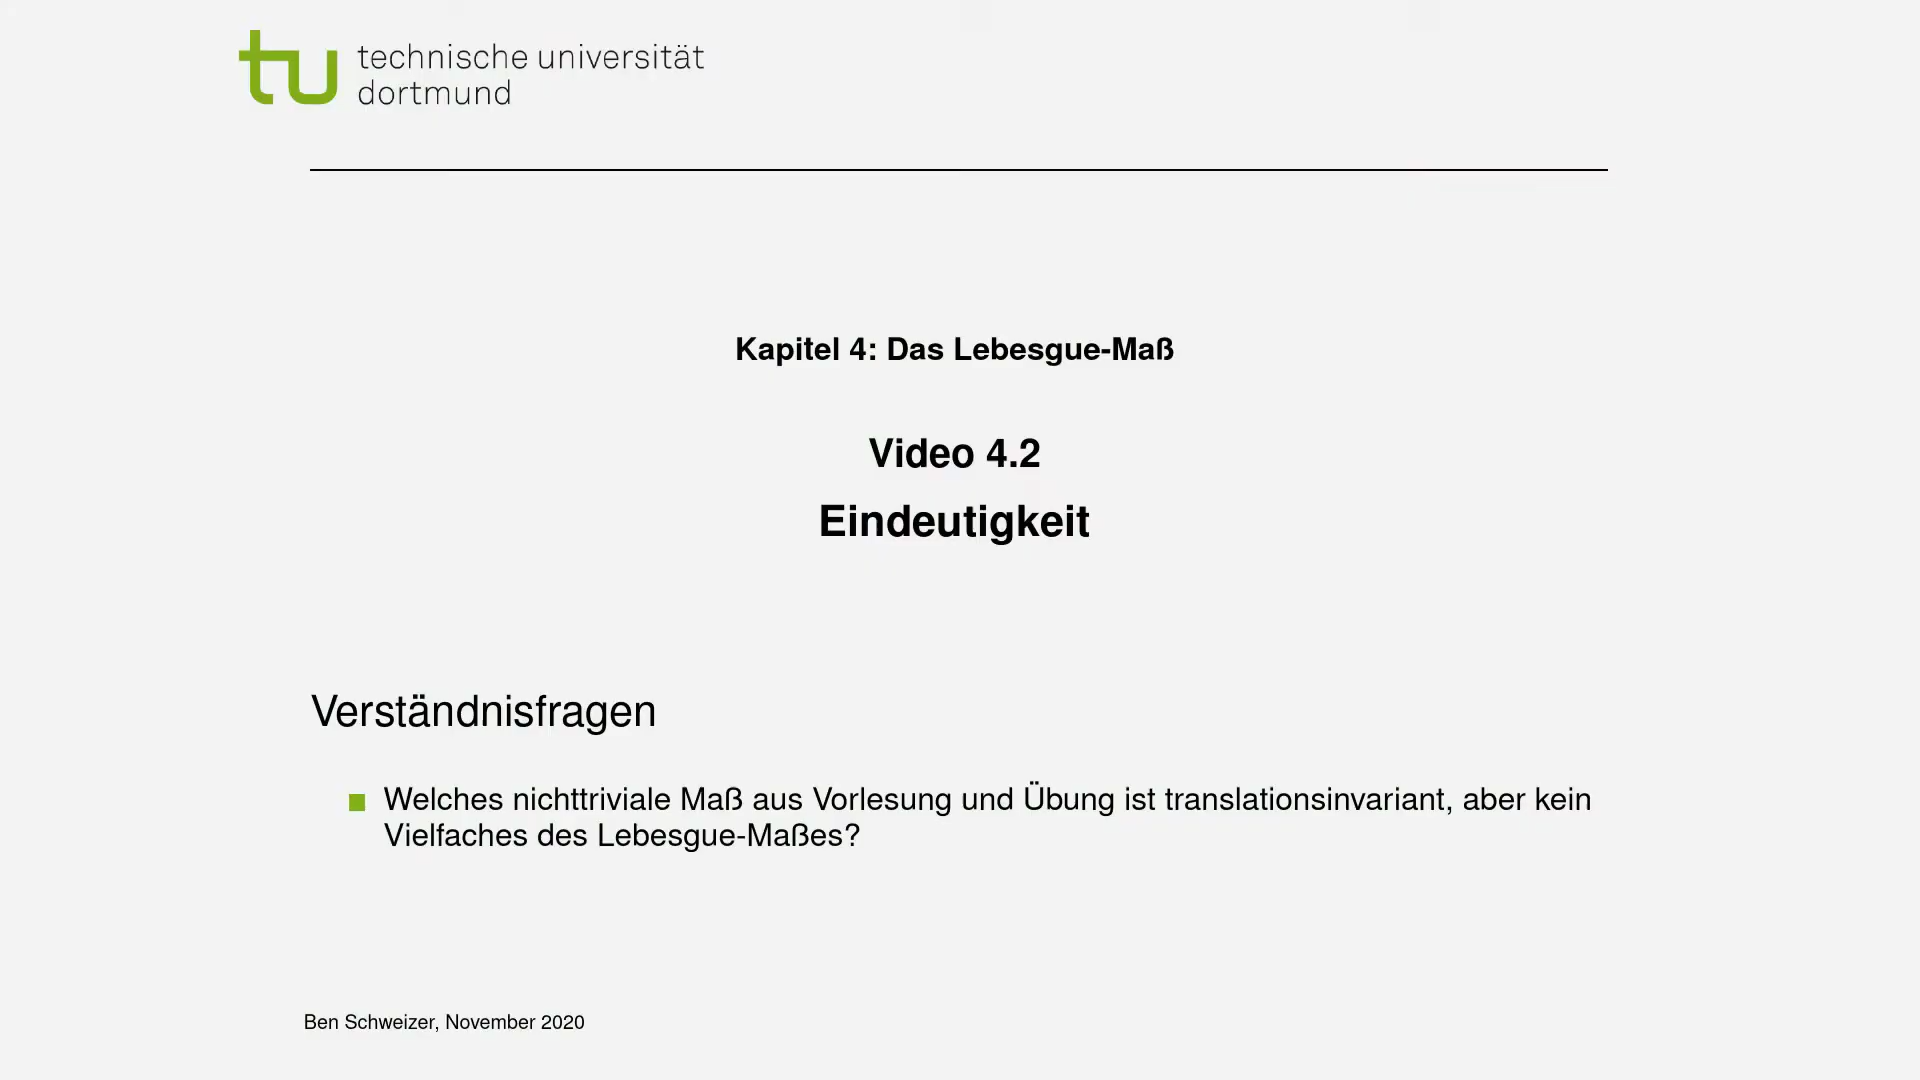 technische universität
dortmund
Kapitel 4: Das Lebesgue-Maß
Video 4.2
Eindeutigkeit
Verständnisfragen
Welches nichttriviale Maß aus Vorlesung und Übung ist translationsinvariant, aber kein
Vielfaches des Lebesgue-Maßes?
Ben Schweizer, November 2020